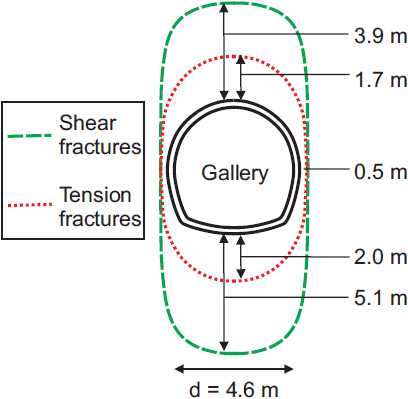 3.9 m
1.7 m
Shear
fractures
Tension
fractures
Gallery
0.5 m
2.0 m
5.1 m
d = 4.6 m